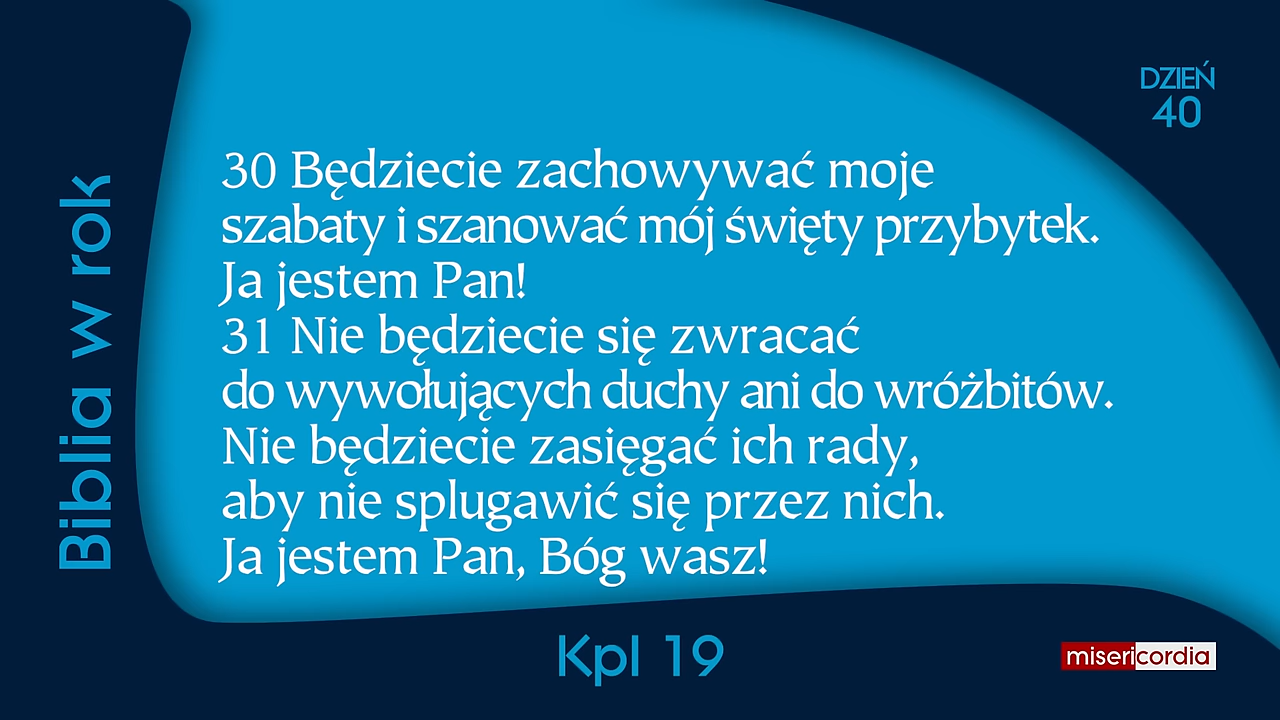 DZIEŃ
40
Biblia w rok
30 Będziecie zachowywać moje
szabaty i szanować mój święty przybytek.
Ja jestem Pan!
31 Nie będziecie się zwracać
do wywołujących duchy ani do wróżbitów.
Nie będziecie zasięgać ich rady,
aby nie splugawić się przez nich.
Ja jestem Pan, Bóg wasz!
Kpl 19
misericordia